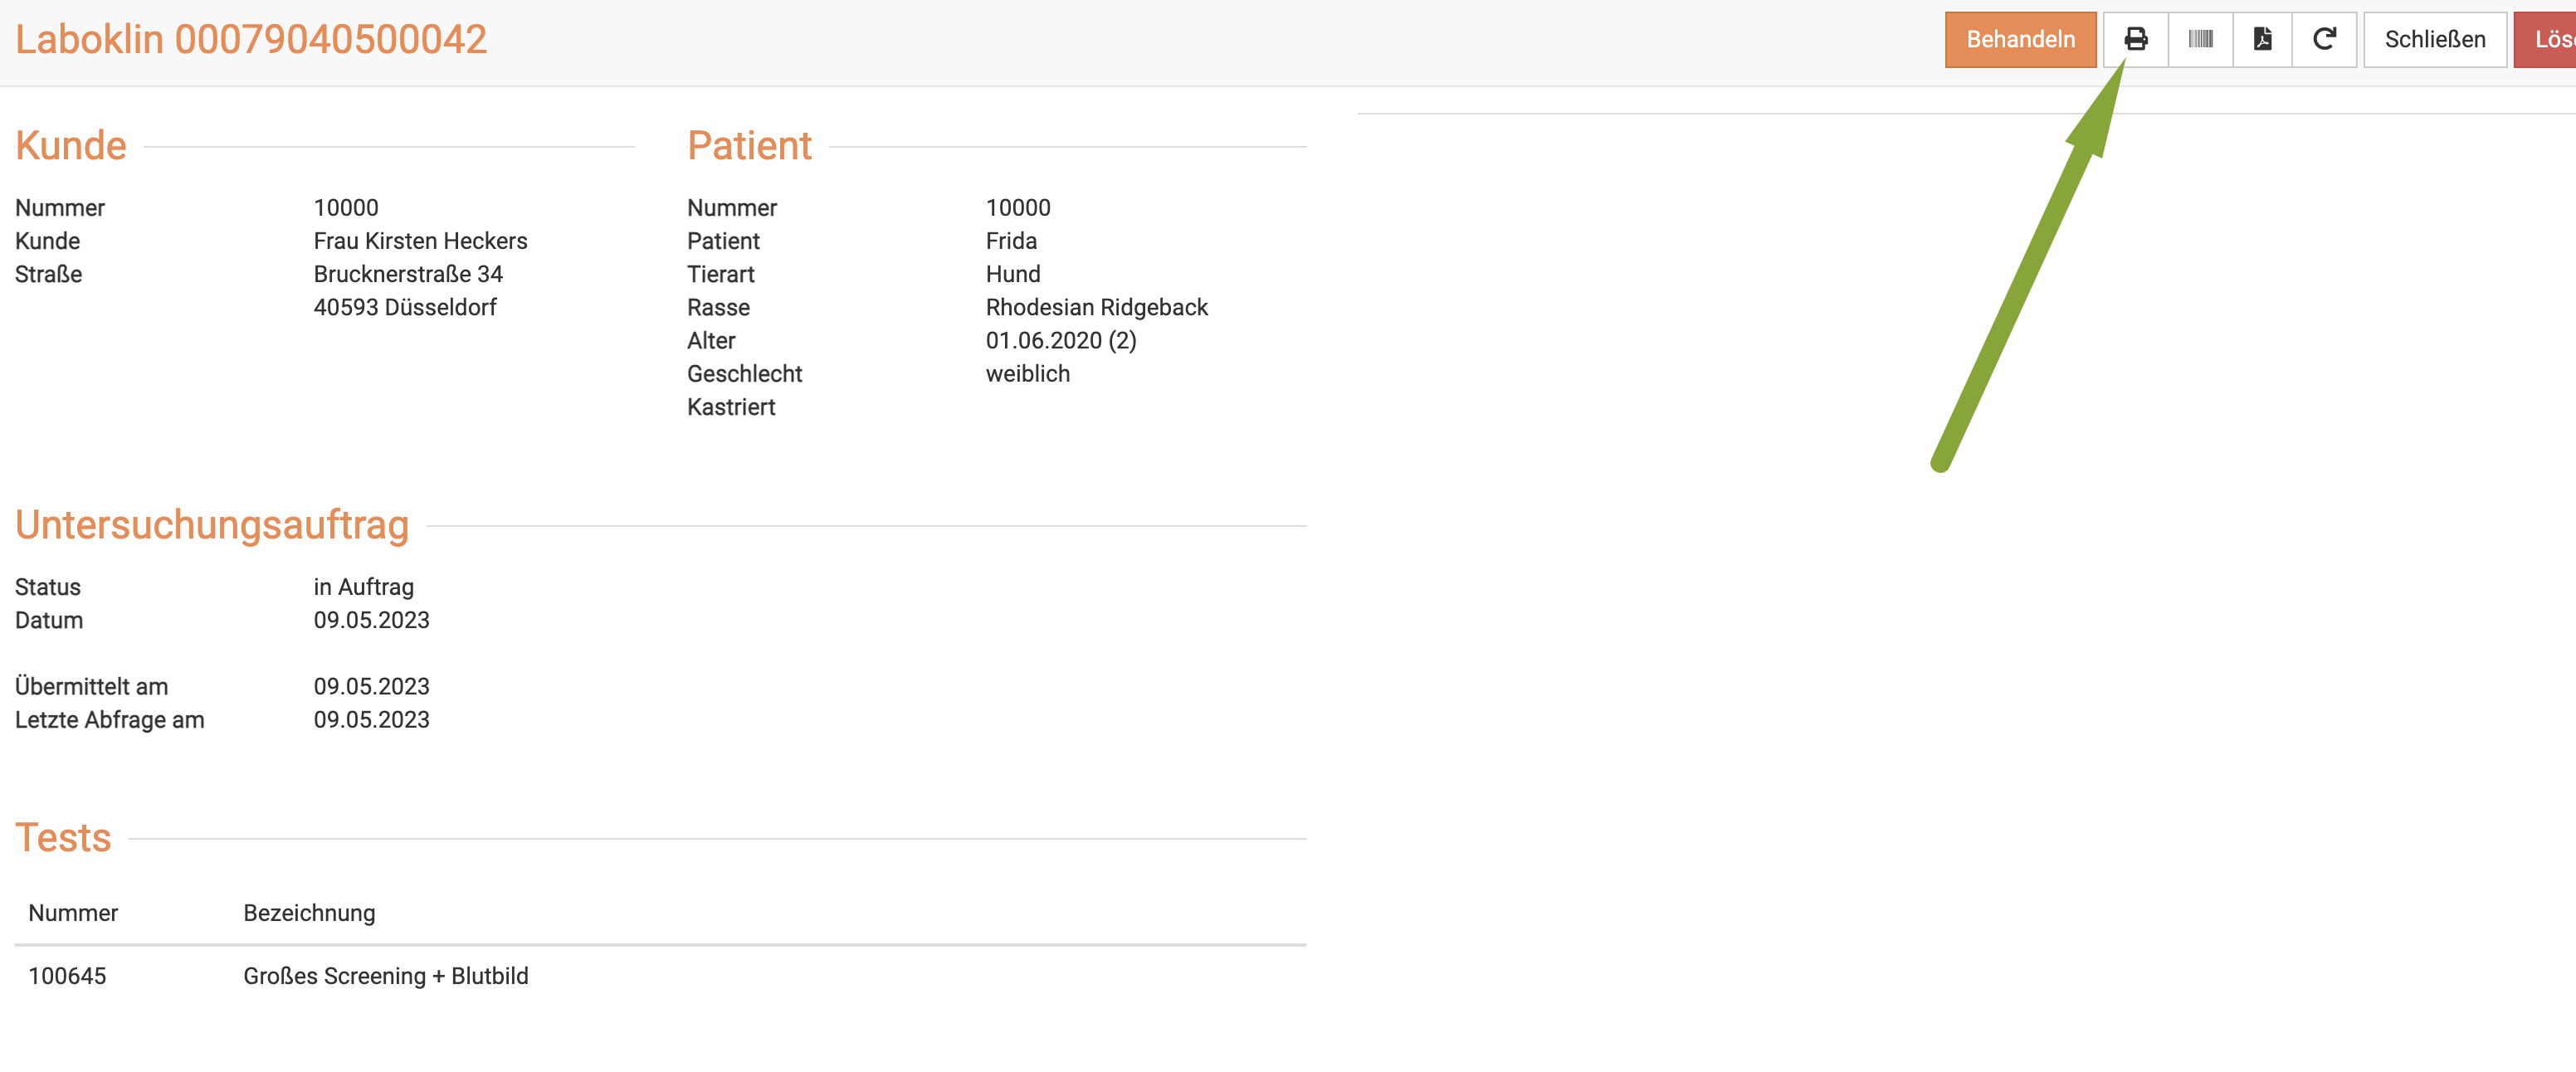 Laboklin 00079040500042
Behandeln
Schließen
Kunde
Nummer 10000
Kunde Frau Kirsten Heckers
Straße Brucknerstraße 34
40593 Düsseldorf
Patient
Nummer 10000
Patient Frida
Tierart Hund
Rasse Rhodesian Ridgeback
Alter 01.06.2020 (2)
Geschlecht weiblich
Kastriert
Untersuchungsauftrag
Status in Auftrag
Datum 09.05.2023
Übermittelt am 09.05.2023
Letzte Abfrage am 09.05.2023
Tests
Nummer Bezeichnung
100645 Großes Screening + Blutbild